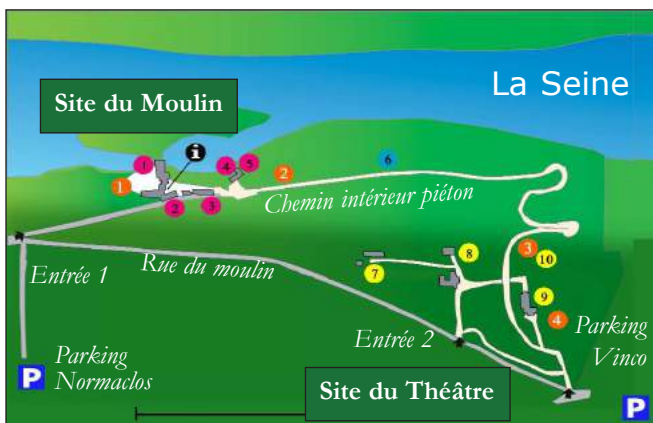 La Seine
Site du Moulin
i
1
4
5
2
6
1
2
3
Chemin intérieur piéton
Entrée 1
Rue du moulin
7
8
3
10
9
4
Entrée 2
Parking
Vinco
Parking
Normaclos
P
Site du Théâtre
P